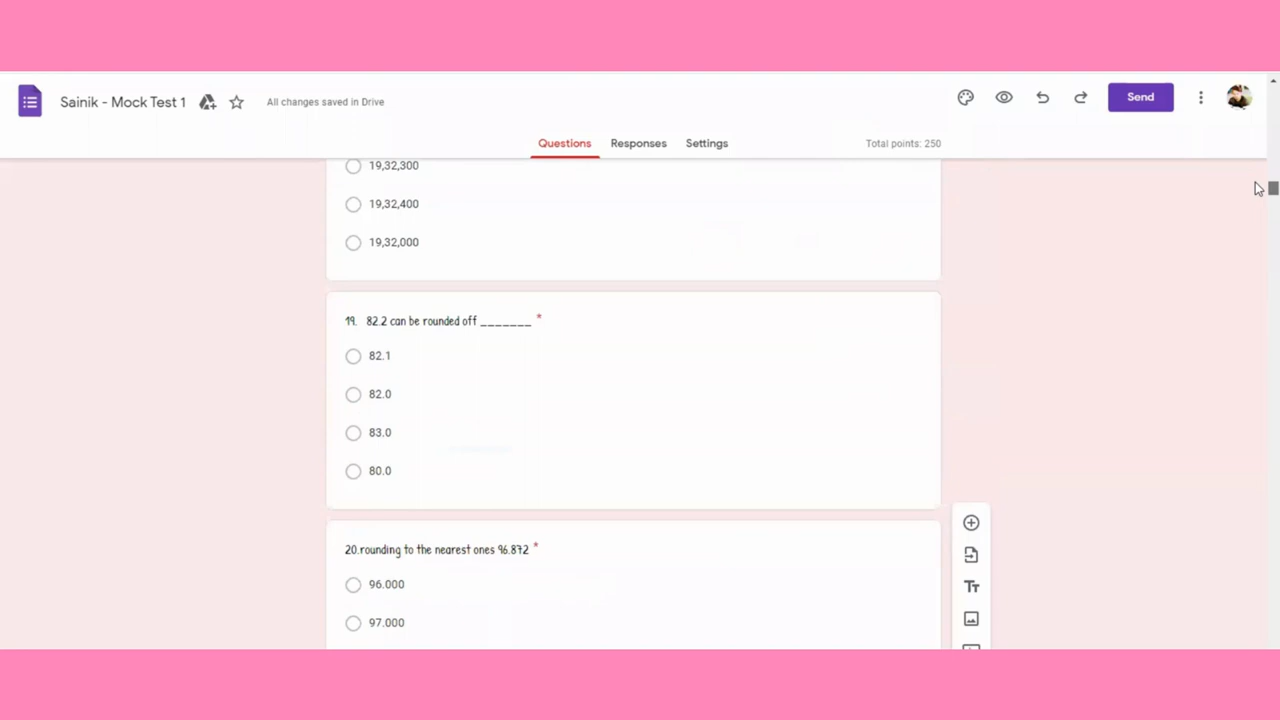 Sainik - Mock Test 1
All changes saved in Drive
Send
Questions
Responses
Settings
Total points: 250
19,32,300
19,32,400
19,32,000
19. 82.2 can be rounded off _______ *
82.1
82.0
83.0
80.0
20.rounding to the nearest ones 96.872 *
96.000
97.000
Tт